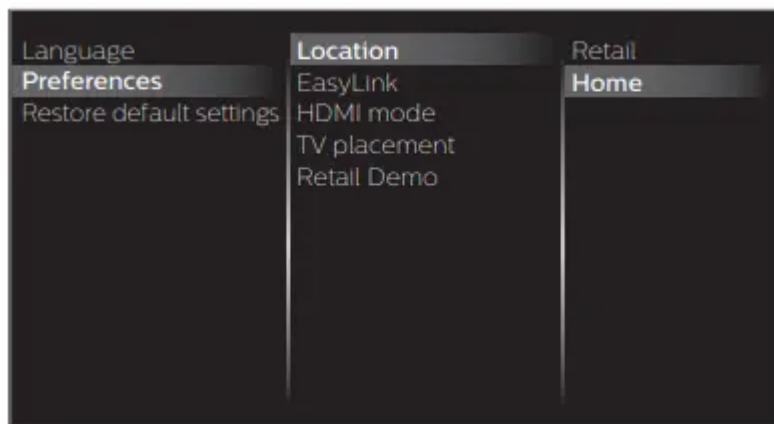 Language
Preferences
Restore default settings
Location
EasyLink
HDMI mode
TV placement
Retail Demo
Retail
Home